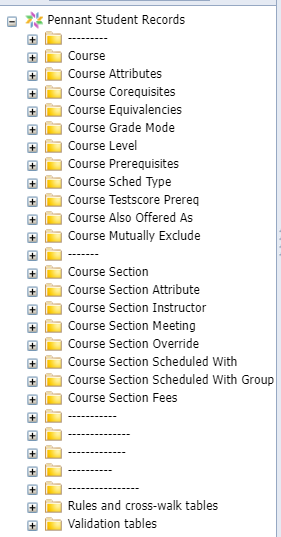 Pennant Student Records
---------
Course
Course Attributes
Course Corequisites
Course Equivalencies
Course Grade Mode
Course Level
Course Prerequisites
Course Sched Type
Course Testscore Prereq
Course Also Offered As
Course Mutually Exclude
-------
Course Section
Course Section Attribute
Course Section Instructor
Course Section Meeting
Course Section Override
Course Section Scheduled With
Course Section Scheduled With Group
Course Section Fees
-----------
--------------
-------------
----------
----------------
Rules and cross-walk tables
Validation tables